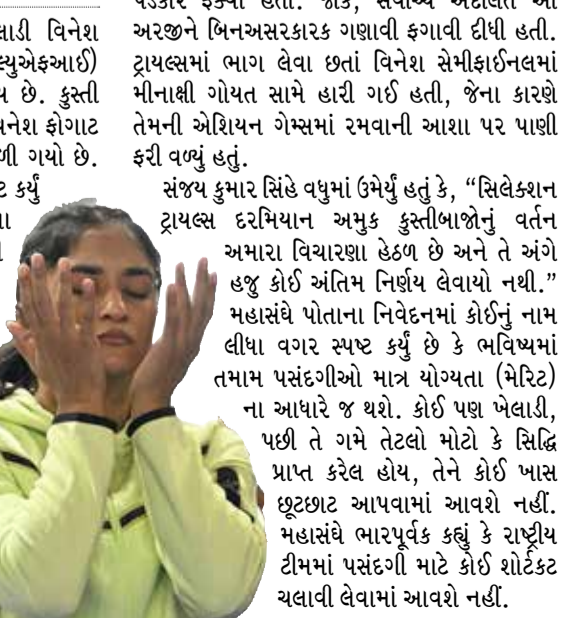 લાડી વિનેશ
લ્યુએફઆઈ)
ય છે. કુસ્તી
નેશ ફોગાટ
ળી ગયો છે.
ટ કર્યું
અરજીને બિનઅસરકારક ગણાવી ફગાવી દીધી હતી.
ટ્રાયલ્સમાં ભાગ લેવા છતાં વિનેશ સેમીફાઈનલમાં
મીનાક્ષી ગોયત સામે હારી ગઈ હતી, જેના કારણે
તેમની એશિયન ગેમ્સમાં રમવાની આશા પર પાણી
ફરી વળ્યું હતું.
સંજય કુમાર સિંહે વધુમાં ઉમેર્યું હતું કે, “સિલેક્શન
ટ્રાયલ્સ દરમિયાન અમુક કુસ્તીબાજોનું વર્તન
અમારા વિચારણા હેઠળ છે અને તે અંગે
હજુ કોઈ અંતિમ નિર્ણય લેવાયો નથી.”
મહાસંઘે પોતાના નિવેદનમાં કોઈનું નામ
લીધા વગર સ્પષ્ટ કર્યું છે કે ભવિષ્યમાં
તમામ પસંદગીઓ માત્ર યોગ્યતા (મેરિટ)
ના આધારે જ થશે. કોઈ પણ ખેલાડી,
પછી તે ગમે તેટલો મોટો કે સિદ્ધિ
પ્રાપ્ત કરેલ હોય, તેને કોઈ ખાસ
છૂટછાટ આપવામાં આવશે નહીં.
મહાસંઘે ભારપૂર્વક કહ્યું કે રાષ્ટ્રીય
ટીમમાં પસંદગી માટે કોઈ શોર્ટકટ
ચલાવી લેવામાં આવશે નહીં.